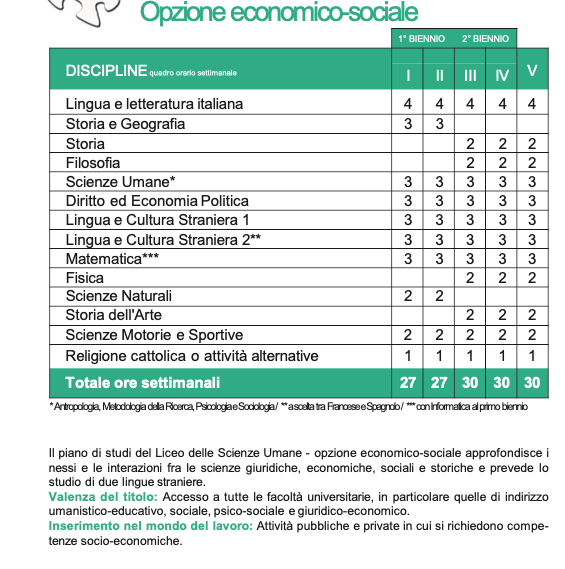 Opzione economico-sociale
1° BIENNIO 2° BIENNIO
DISCIPLINE quadro orario settimanale I II III IV V
Lingua e letteratura italiana 4 4 4 4 4
Storia e Geografia 3 3
Storia 2 2 2
Filosofia 2 2 2
Scienze Umane* 3 3 3 3 3
Diritto ed Economia Politica 3 3 3 3 3
Lingua e Cultura Straniera 1 3 3 3 3 3
Lingua e Cultura Straniera 2** 3 3 3 3 3
Matematica*** 3 3 3 3 3
Fisica 2 2 2
Scienze Naturali 2 2
Storia dell'Arte 2 2 2
Scienze Motorie e Sportive 2 2 2 2 2
Religione cattolica o attività alternative 1 1 1 1 1
Totale ore settimanali 27 27 30 30 30
* Antropologia, Metodologia della Ricerca, Psicologia e Sociologia / ** a scelta tra Francese e Spagnolo / *** con Informatica al primo biennio
Il piano di studi del Liceo delle Scienze Umane - opzione economico-sociale approfondisce i
nessi e le interazioni fra le scienze giuridiche, economiche, sociali e storiche e prevede lo
studio di due lingue straniere.
Valenza del titolo: Accesso a tutte le facoltà universitarie, in particolare quelle di indirizzo
umanistico-educativo, sociale, psico-sociale e giuridico-economico.
Inserimento nel mondo del lavoro: Attività pubbliche e private in cui si richiedono compe-
tenze socio-economiche.